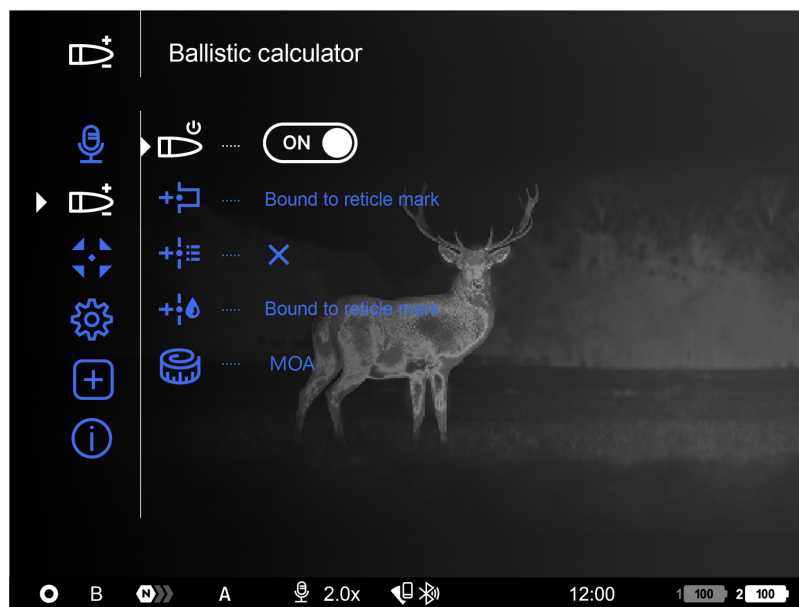 Ballistic calculator
ON
Bound to reticle mark
Bound to reticle mark
MOA
B N A 2.0x 12:00 1 100 2 100